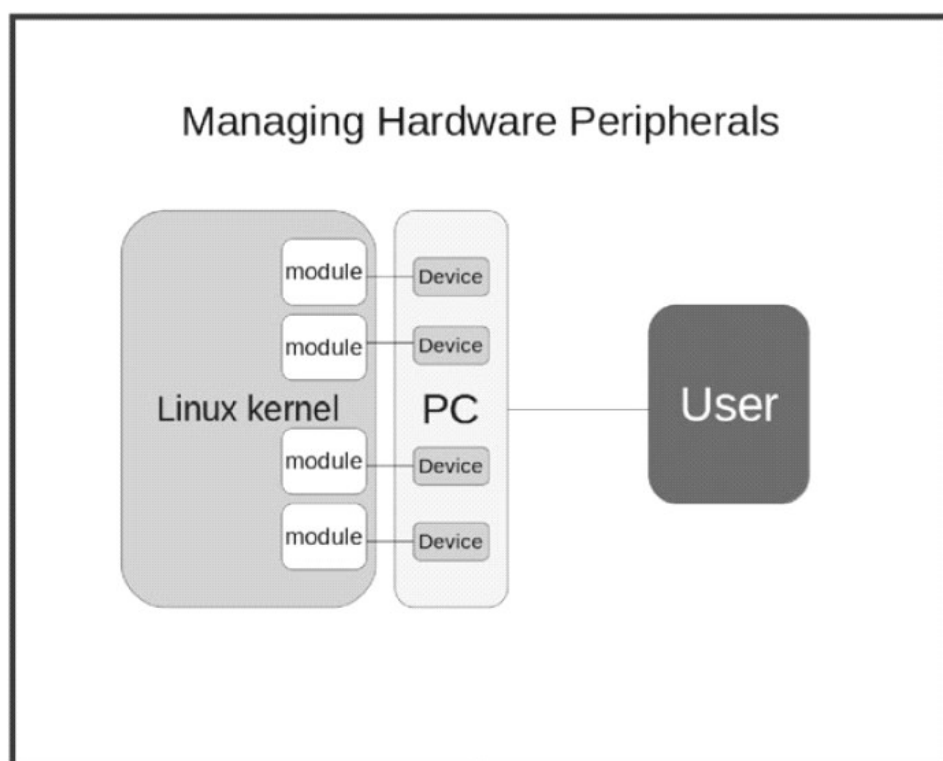 Managing Hardware Peripherals
module
Device
module
Device
Linux kernel
PC
User
module
Device
module
Device